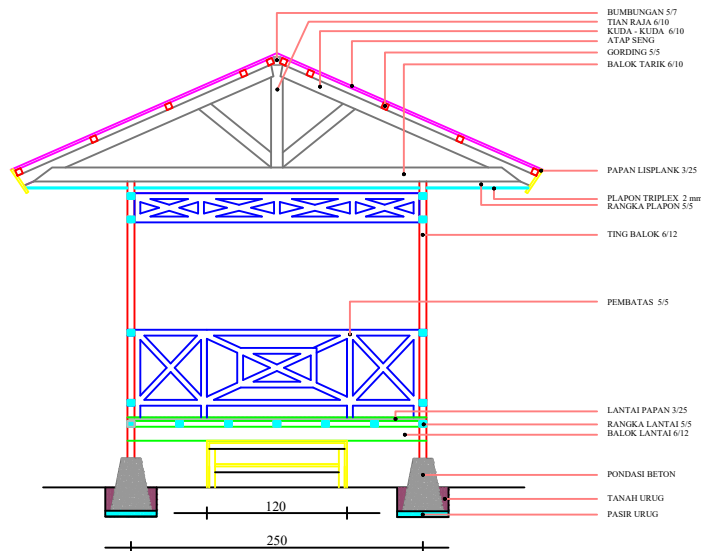 BUMBUNGAN 5/7
TIAN RAJA 6/10
KUDA - KUDA 6/10
ATAP SENG
GORDING 5/5
BALOK TARIK 6/10
PAPAN LISPLANK 3/25
PLAPON TRIPLEX 2 mm
RANGKA PLAPON 5/5
TING BALOK 6/12
PEMBATAS 5/5
LANTAI PAPAN 3/25
RANGKA LANTAI 5/5
BALOK LANTAI 6/12
PONDASI BETON
TANAH URUG
PASIR URUG
120
250